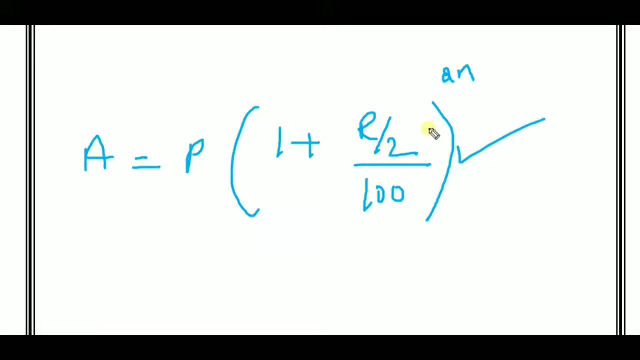 A = P ( 1 + R/2 / 100 ) 2n ✓